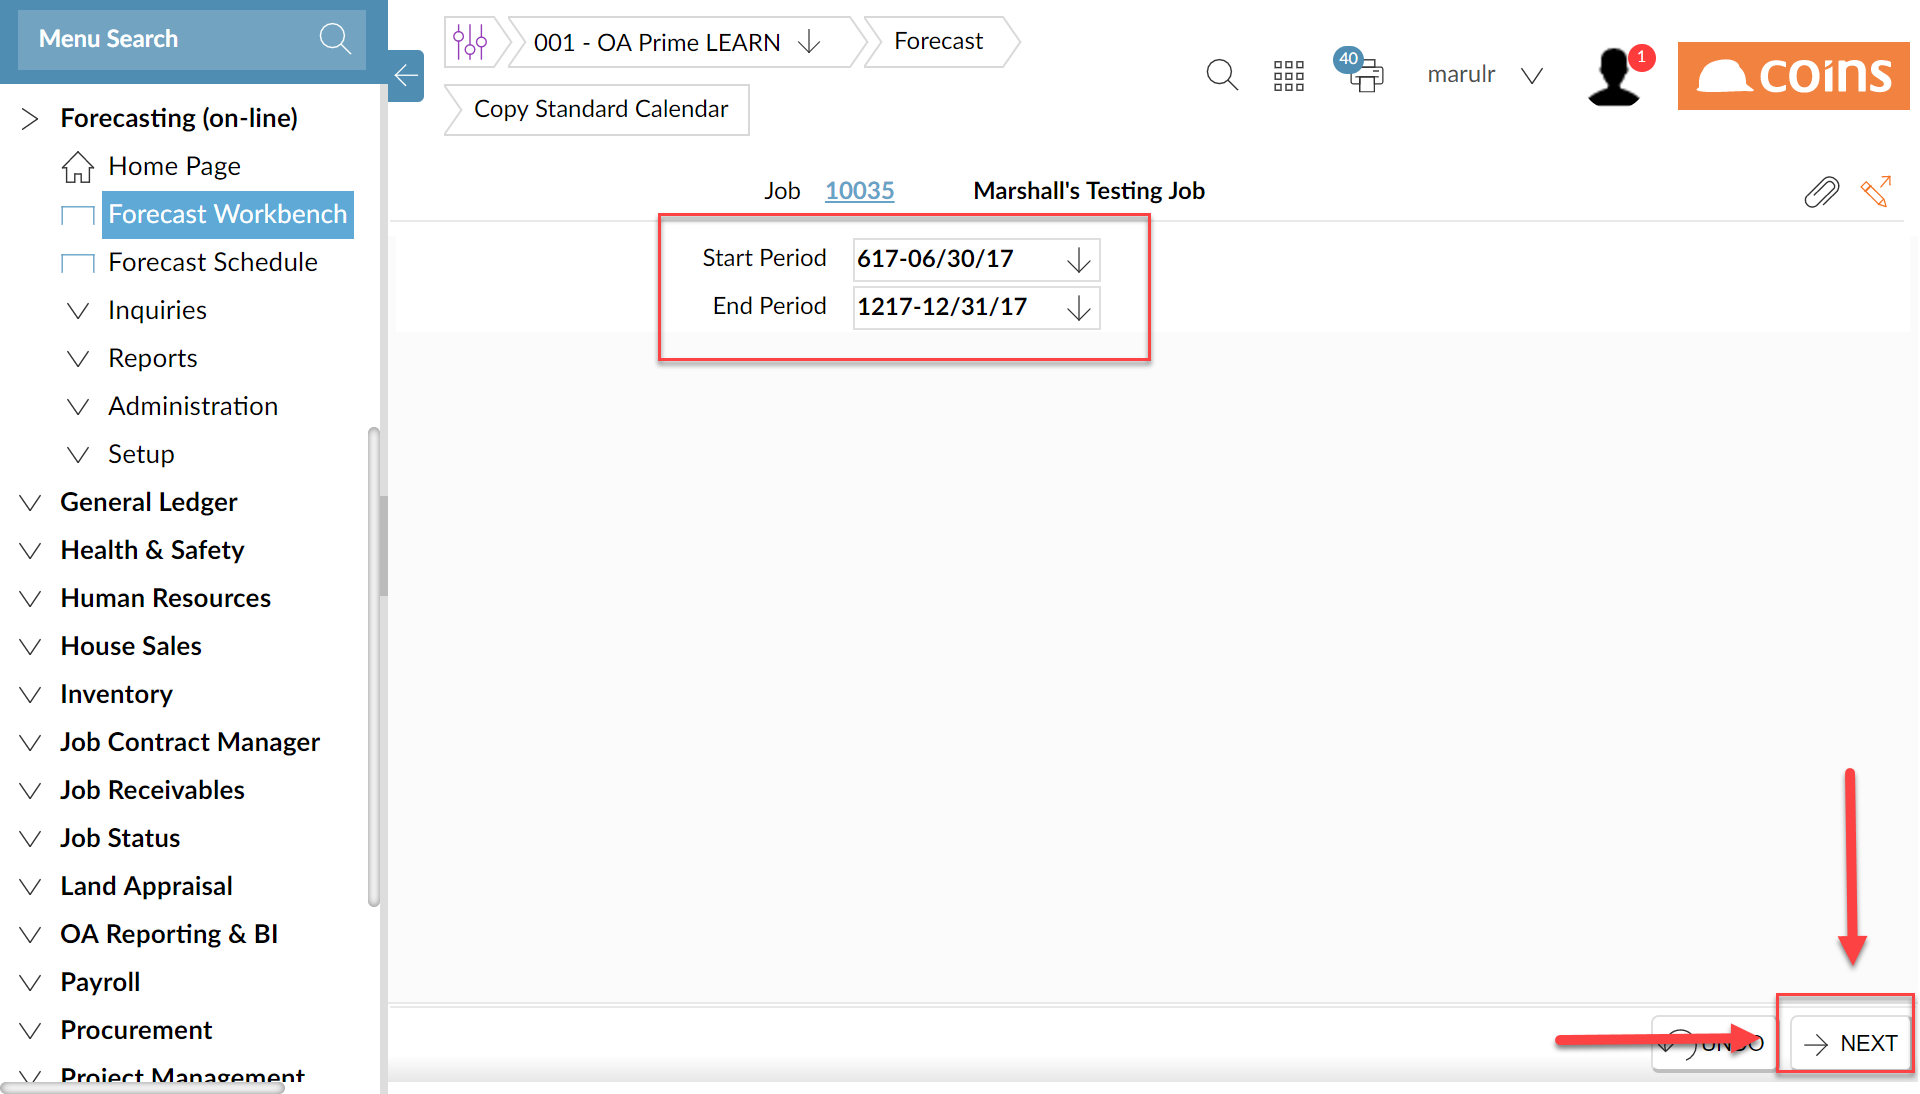 Menu Search
Forecasting (on-line)
Home Page
Forecast Workbench
Forecast Schedule
Inquiries
Reports
Administration
Setup
General Ledger
Health & Safety
Human Resources
House Sales
Inventory
Job Contract Manager
Job Receivables
Job Status
Land Appraisal
OA Reporting & BI
Payroll
Procurement
Project Management
001 - OA Prime LEARN
Forecast
Copy Standard Calendar
40
marulr
1
coins
Job 10035 Marshall's Testing Job
Start Period 617-06/30/17
End Period 1217-12/31/17
UNDO
NEXT